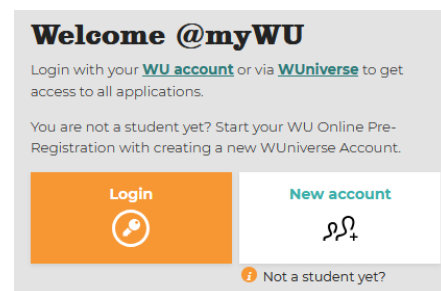 Welcome @myWU
Login with your WU account or via WUniverse to get
access to all applications.
You are not a student yet? Start your WU Online Pre-
Registration with creating a new WUniverse Account.
Login
New account
Not a student yet?